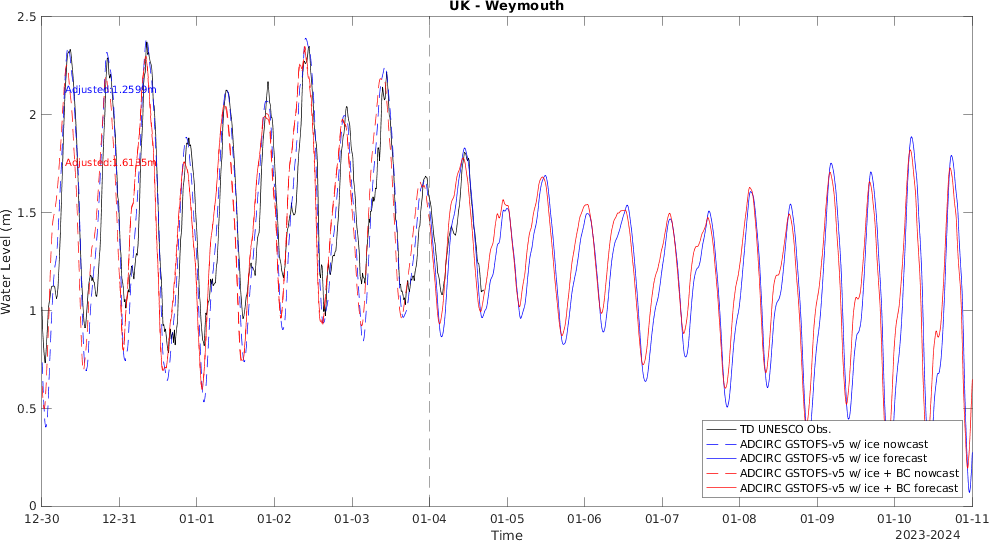 UK - Weymouth
2.5
2
1.5
1
0.5
0
Water Level (m)
Adjusted:1.2599m
Adjusted:1.6135m
TD UNESCO Obs.
ADCIRC GSTOFS-v5 w/ ice nowcast
ADCIRC GSTOFS-v5 w/ ice forecast
ADCIRC GSTOFS-v5 w/ ice + BC nowcast
ADCIRC GSTOFS-v5 w/ ice + BC forecast
12-30 12-31 01-01 01-02 01-03 01-04 01-05 01-06 01-07 01-08 01-09 01-10 01-11
Time
2023-2024